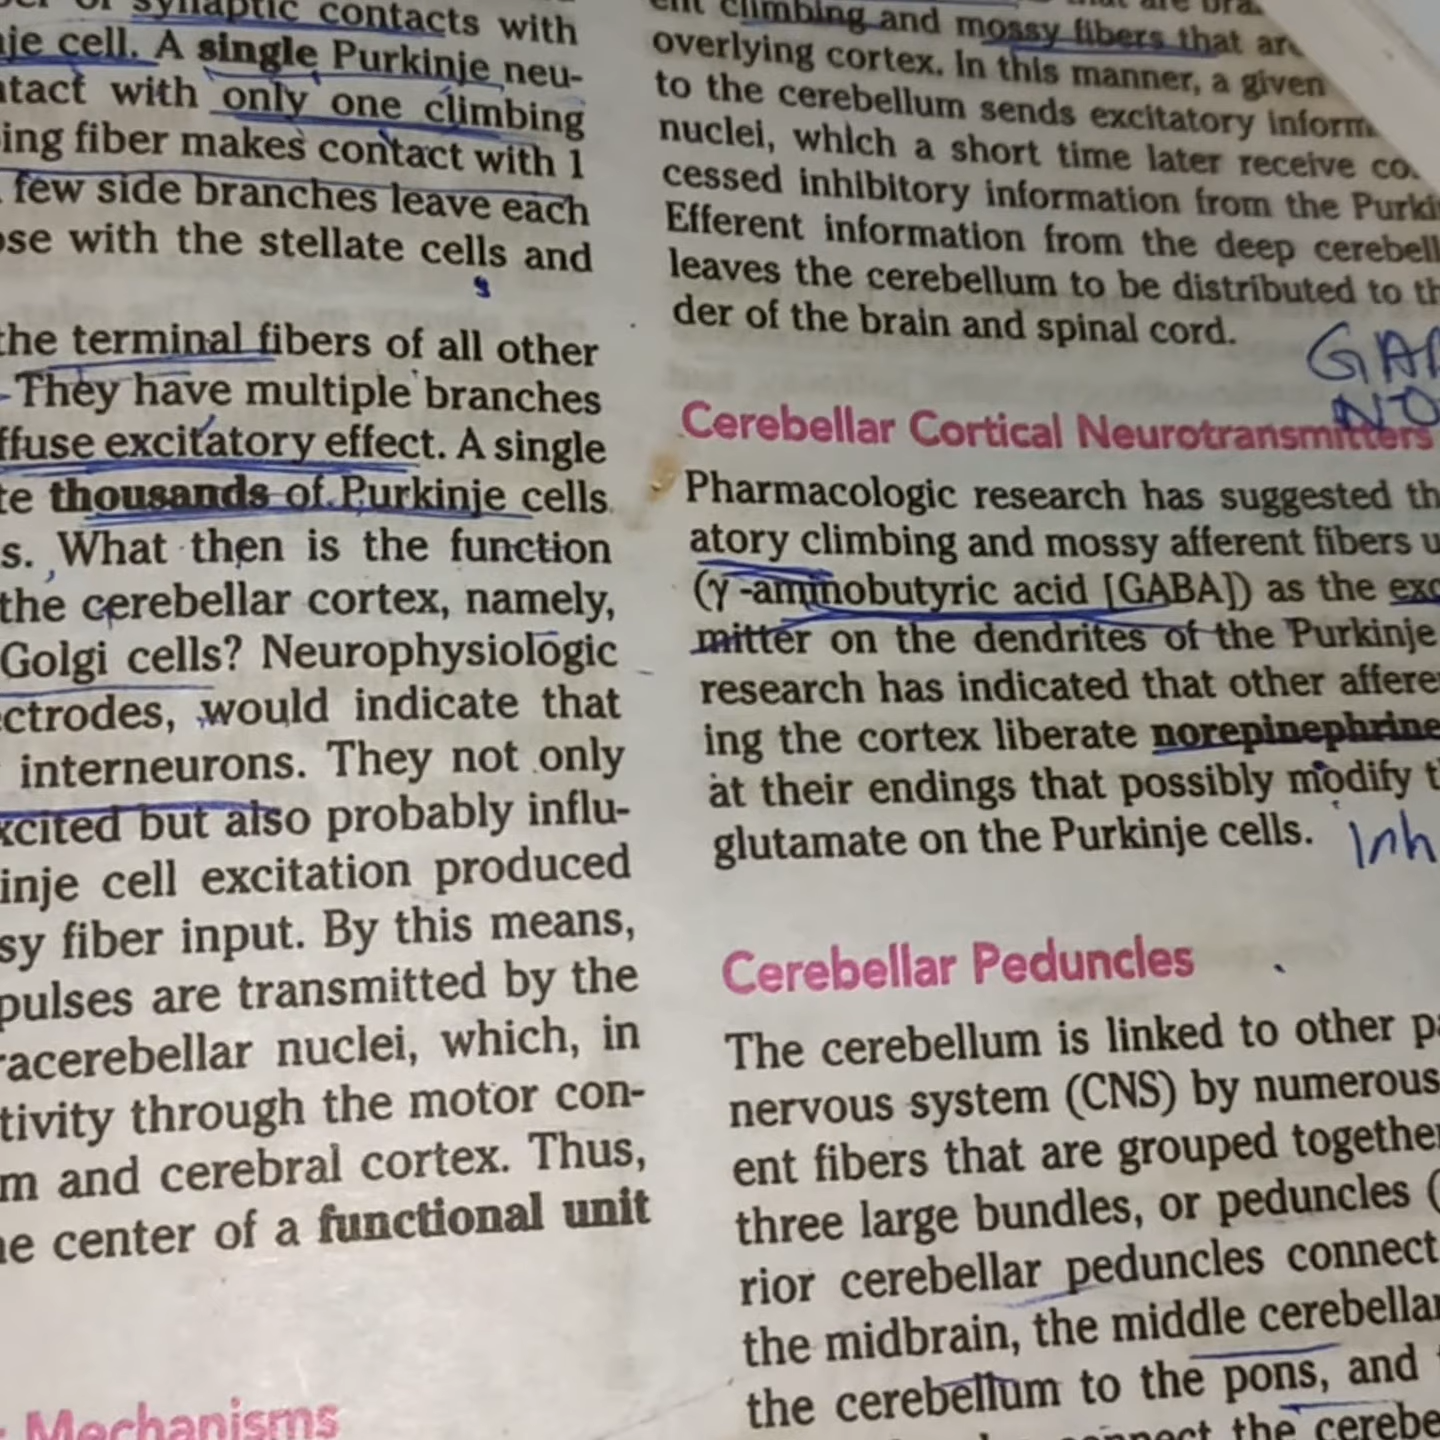 synaptic contacts with
je cell. A single Purkinje neu-
tact with only one climbing
ing fiber makes contact with 1
few side branches leave each
se with the stellate cells and
the terminal fibers of all other
They have multiple branches
ffuse excitatory effect. A single
te thousands of Purkinje cells
s. What then is the function
the cerebellar cortex, namely,
Golgi cells? Neurophysiologic
ctrodes, would indicate that
interneurons. They not only
xcited but also probably influ-
inje cell excitation produced
sy fiber input. By this means,
pulses are transmitted by the
racerebellar nuclei, which, in
tivity through the motor con-
m and cerebral cortex. Thus,
he center of a functional unit
Mechanisms
ent climbing and mossy fibers that are
overlying cortex. In this manner, a given
to the cerebellum sends excitatory inform
nuclei, which a short time later receive co
cessed inhibitory information from the Purki
Efferent information from the deep cerebell
leaves the cerebellum to be distributed to th
der of the brain and spinal cord.
GAB
NO
Cerebellar Cortical Neurotransmitters
Pharmacologic research has suggested th
atory climbing and mossy afferent fibers u
(γ-aminobutyric acid [GABA]) as the exc
mitter on the dendrites of the Purkinje
research has indicated that other affere
ing the cortex liberate norepinephrine
at their endings that possibly modify t
glutamate on the Purkinje cells.
Inh
Cerebellar Peduncles
The cerebellum is linked to other pa
nervous system (CNS) by numerous
ent fibers that are grouped together
three large bundles, or peduncles (
rior cerebellar peduncles connect
the midbrain, the middle cerebellar
the cerebellum to the pons, and
nnect the cerebe